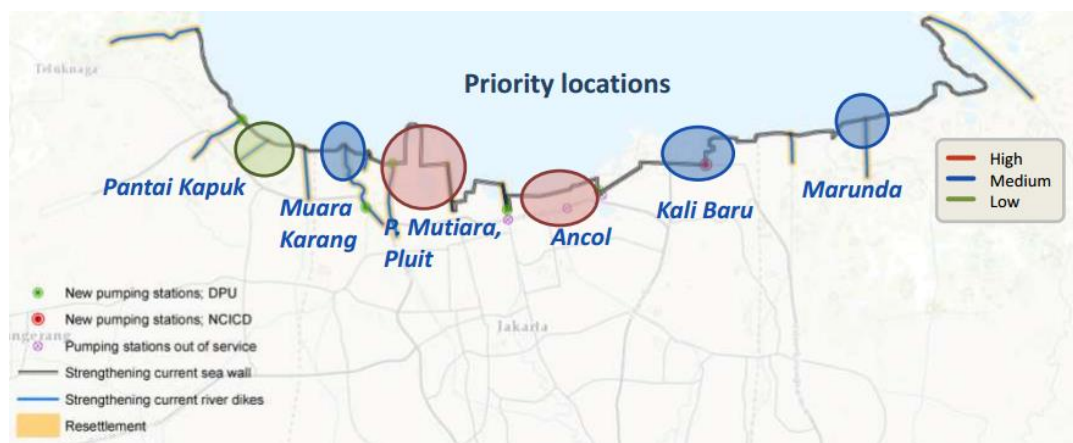 Teluknaga
Priority locations
Pantai Kapuk
Muara
Karang
P. Mutiara,
Pluit
Ancol
Kali Baru
Marunda
High
Medium
Low
New pumping stations; DPU
New pumping stations; NCICD
Pumping stations out of service
Strengthening current sea wall
Strengthening current river dikes
Resettlement
angerang
Jakarta